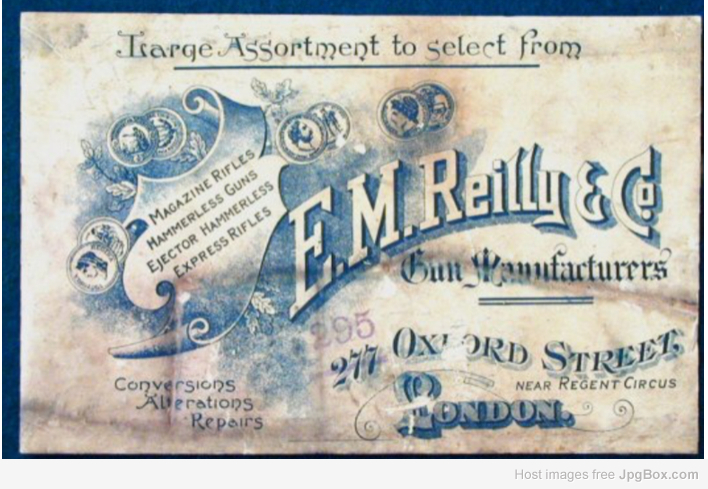 Large Assortment to select from
MAGAZINE RIFLES
HAMMERLESS GUNS
EJECTOR HAMMERLESS
EXPRESS RIFLES
E.M. Reilly & Co
Gun Manufacturers
295
277 OXFORD STREET,
NEAR REGENT CIRCUS
LONDON.
Conversions
Alterations
Repairs
Host images free JpgBox.com